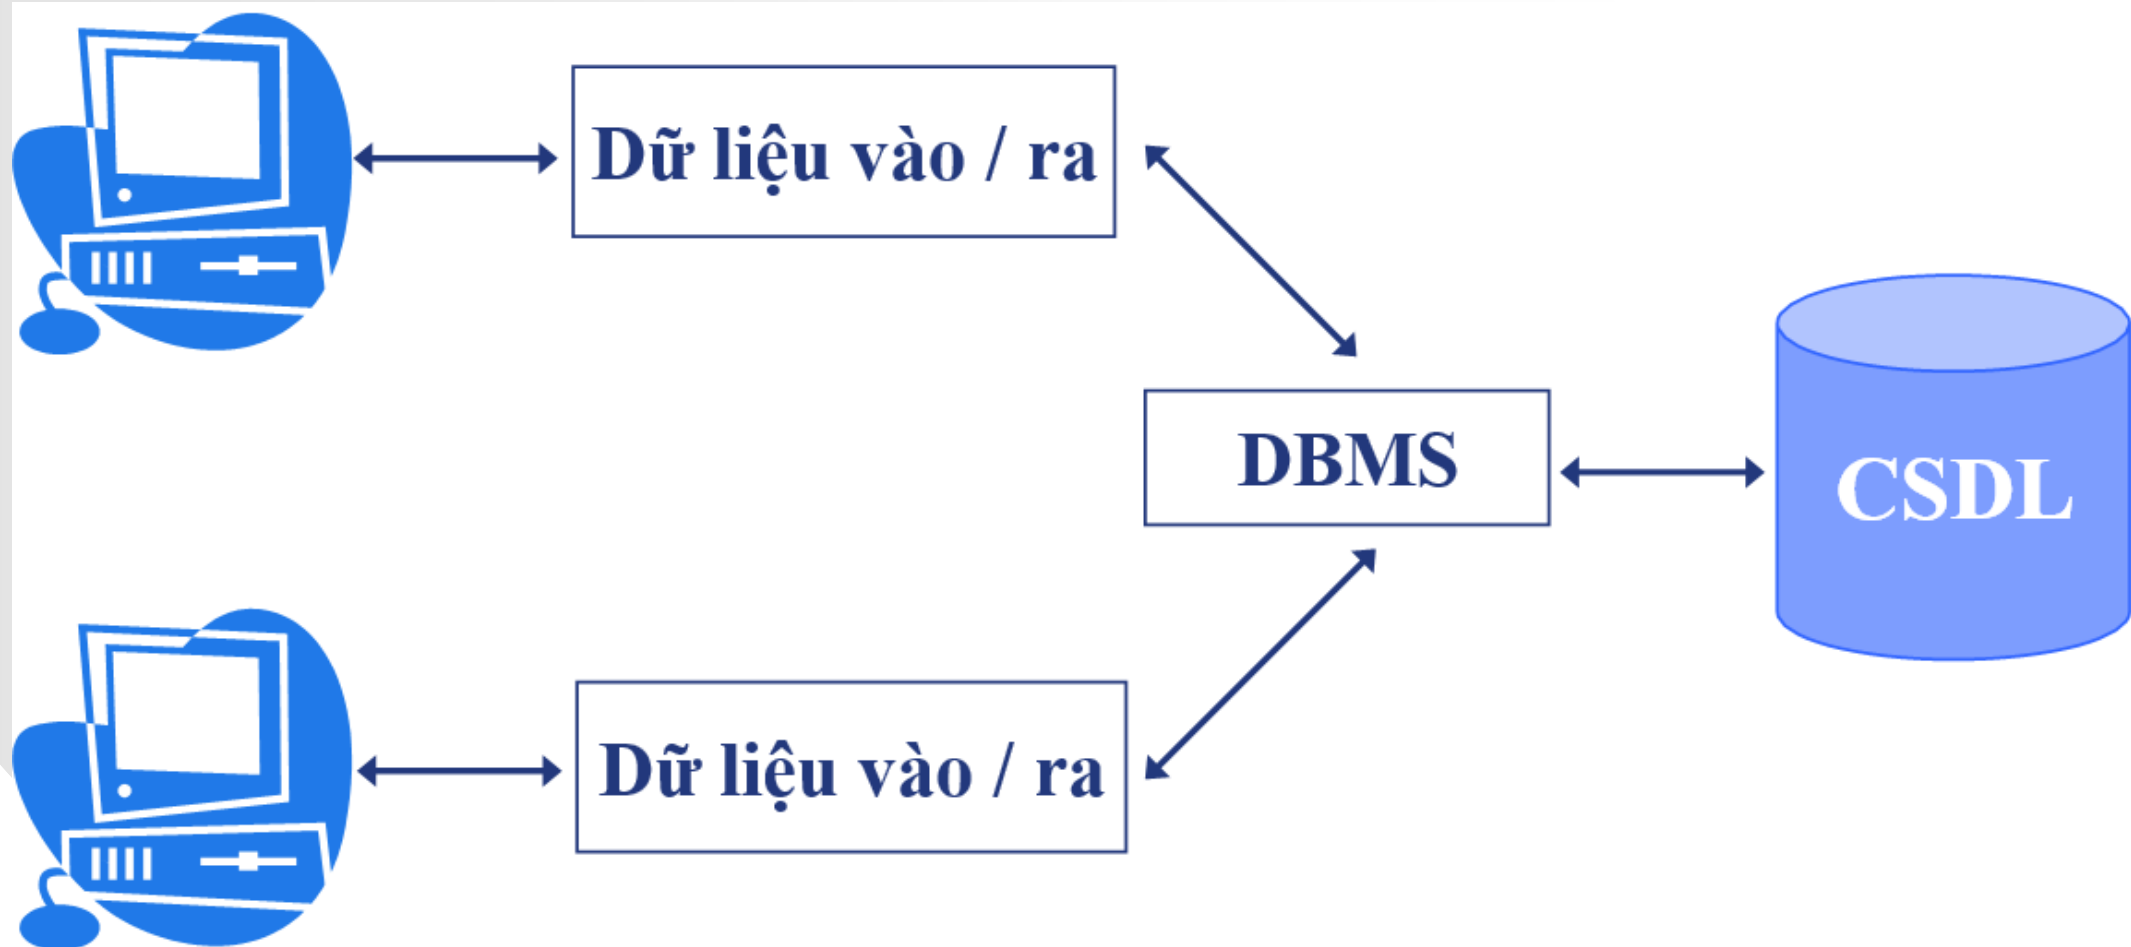 Dữ liệu vào / ra
DBMS
CSDL
Dữ liệu vào / ra